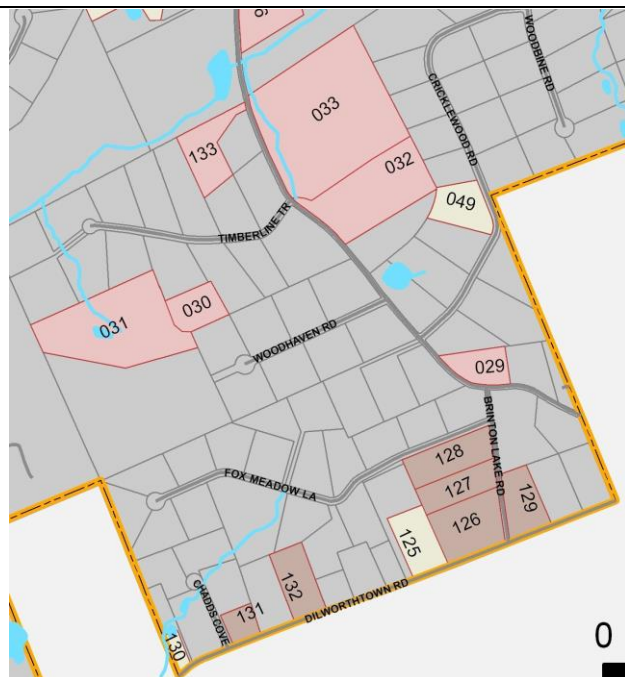 WOODBINE RD
CRICKLEWOOD RD
033
133
032
049
TIMBERLINE TR
030
031
WOODHAVEN RD
029
BRINTON LAKE RD
128
127
129
126
125
FOX MEADOW LA
132
131
DILWORTHTOWN RD
CHADDS COVE
130
0